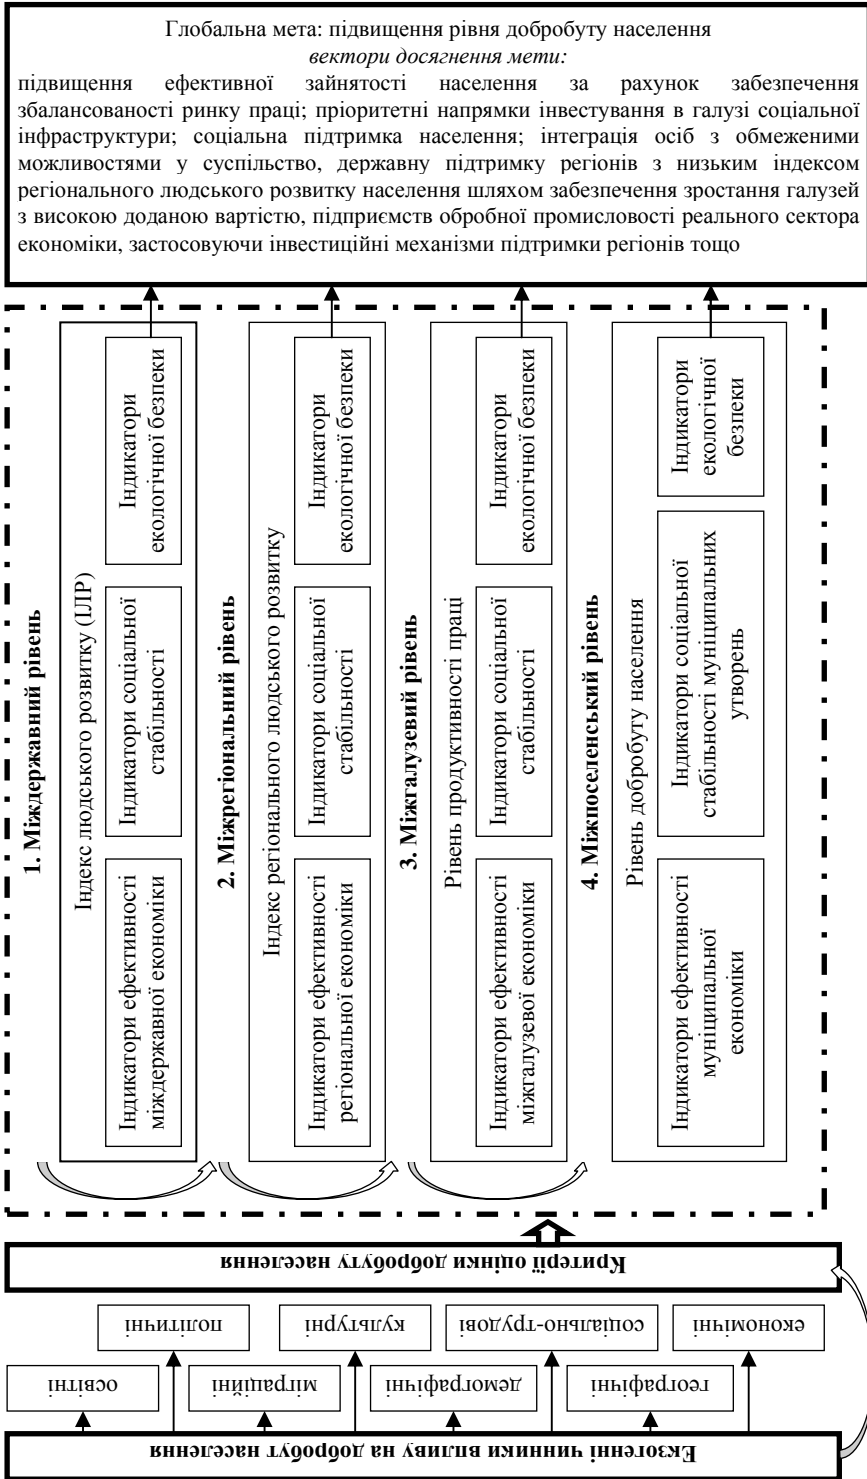 Глобальна мета: підвищення рівня добробуту населення
вектори досягнення мети:
підвищення ефективної зайнятості населення за рахунок забезпечення
збалансованості ринку праці; пріоритетні напрямки інвестування в галузі соціальної
інфраструктури; соціальна підтримка населення; інтеграція осіб з обмеженими
можливостями у суспільство, державну підтримку регіонів з низьким індексом
регіонального людського розвитку населення шляхом забезпечення зростання галузей
з високою доданою вартістю, підприємств обробної промисловості реального сектора
економіки, застосовуючи інвестиційні механізми підтримки регіонів тощо
1. Міждержавний рівень
Індекс людського розвитку (ІЛР)
Індикатори ефективності
міждержавної економіки
Індикатори соціальної
стабільності
Індикатори
екологічної безпеки
2. Міжрегіональний рівень
Індекс регіонального людського розвитку
Індикатори ефективності
регіональної економіки
Індикатори соціальної
стабільності
Індикатори
екологічної безпеки
3. Міжгалузевий рівень
Рівень продуктивності праці
Індикатори ефективності
міжгалузевої економіки
Індикатори соціальної
стабільності
Індикатори
екологічної безпеки
4. Міжпоселенський рівень
Рівень добробуту населення
Індикатори ефективності
муніципальної
економіки
Індикатори соціальної
стабільності муніципальних
утворень
Індикатори
екологічної
безпеки
Критерії оцінки добробуту населення
політичні
культурні
соціально-трудові
економічні
освітні
міграційні
демографічні
географічні
Екзогенні чинники впливу на добробут населення